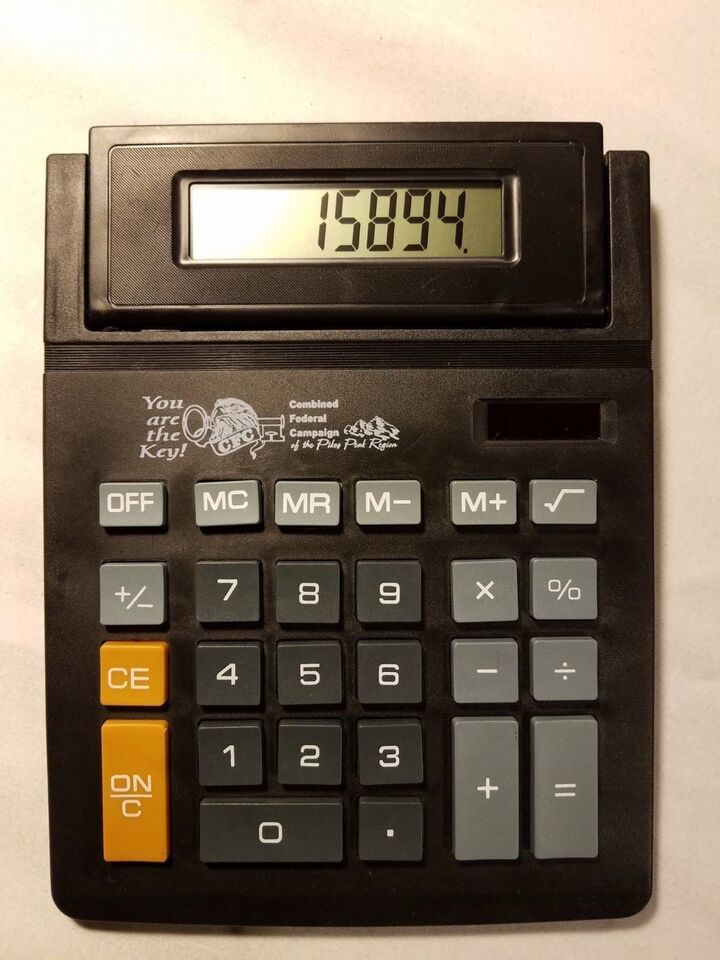 15894.
You
are
the
Key!
CFC
Combined
Federal
Campaign
of the Pikes Peak Region
OFF MC MR M− M+ √
+/− 7 8 9 × %
CE 4 5 6 − ÷
ON/C 1 2 3 + =
0 .